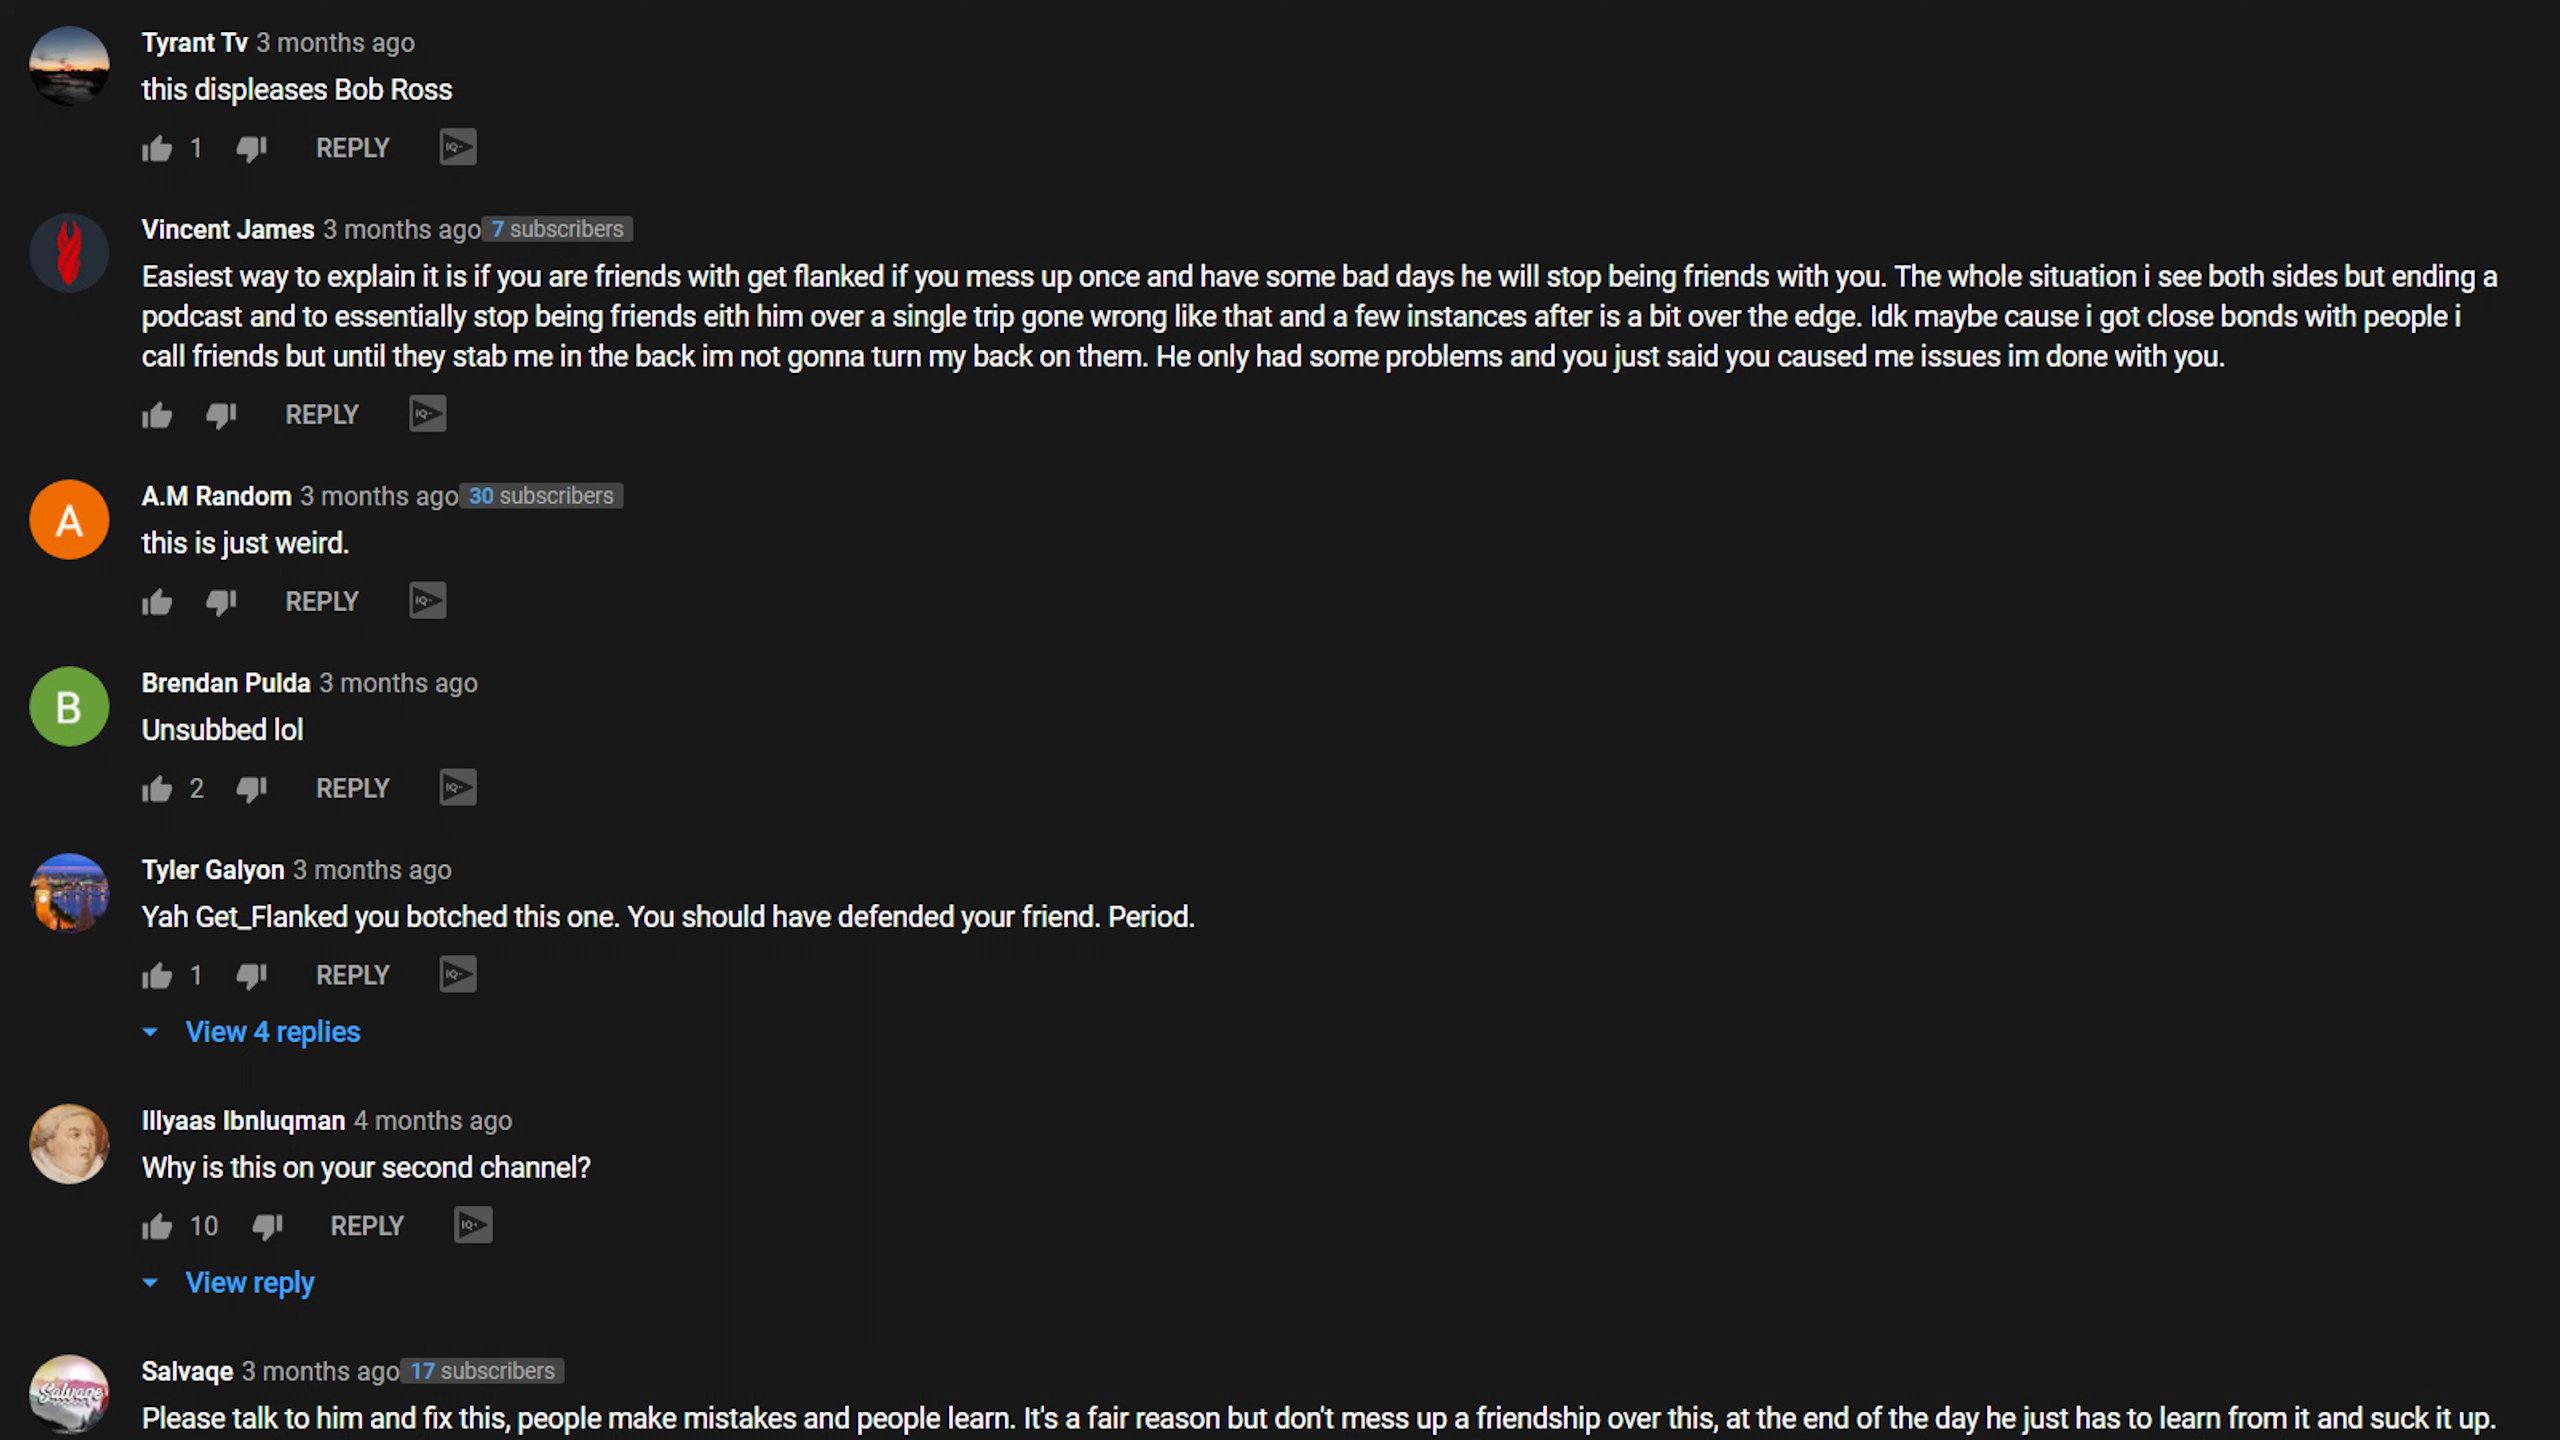 Tyrant Tv 3 months ago
this displeases Bob Ross
1 REPLY IQ
Vincent James 3 months ago 7 subscribers
Easiest way to explain it is if you are friends with get flanked if you mess up once and have some bad days he will stop being friends with you. The whole situation i see both sides but ending a
podcast and to essentially stop being friends eith him over a single trip gone wrong like that and a few instances after is a bit over the edge. Idk maybe cause i got close bonds with people i
call friends but until they stab me in the back im not gonna turn my back on them. He only had some problems and you just said you caused me issues im done with you.
REPLY IQ
A A.M Random 3 months ago 30 subscribers
this is just weird.
REPLY IQ
B Brendan Pulda 3 months ago
Unsubbed lol
2 REPLY IQ
Tyler Galyon 3 months ago
Yah Get_Flanked you botched this one. You should have defended your friend. Period.
1 REPLY IQ
View 4 replies
Illyaas Ibnluqman 4 months ago
Why is this on your second channel?
10 REPLY IQ
View reply
Salvaqe 3 months ago 17 subscribers
Salvaqe
Please talk to him and fix this, people make mistakes and people learn. It's a fair reason but don't mess up a friendship over this, at the end of the day he just has to learn from it and suck it up.